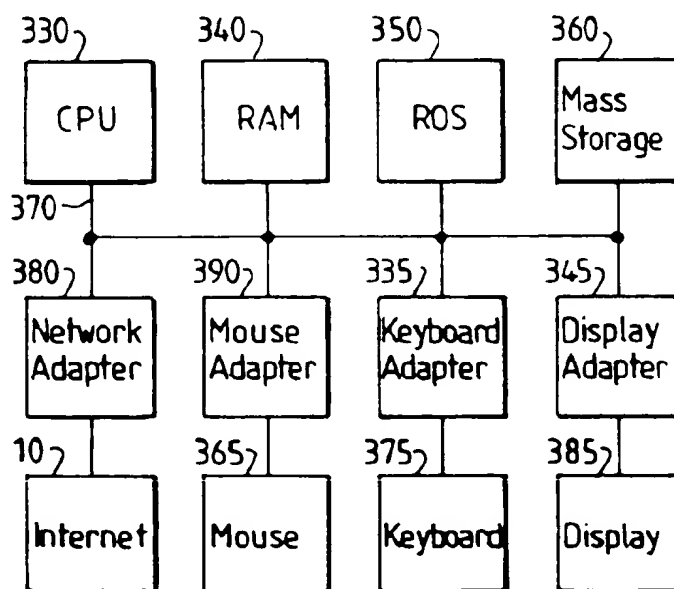 330
340
350
360
CPU
RAM
ROS
Mass
Storage
370
380
390
335
345
Network
Adapter
Mouse
Adapter
Keyboard
Adapter
Display
Adapter
10
365
375
385
Internet
Mouse
Keyboard
Display